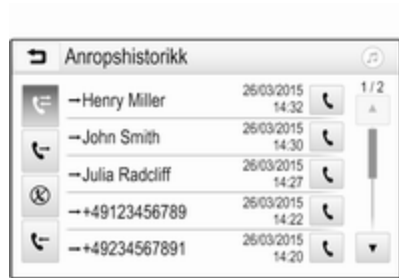 Anropshistorikk
1/2
→Henry Miller 26/03/2015 14:32
→John Smith 26/03/2015 14:30
→Julia Radcliff 26/03/2015 14:27
→+49123456789 26/03/2015 14:22
→+49234567891 26/03/2015 14:20